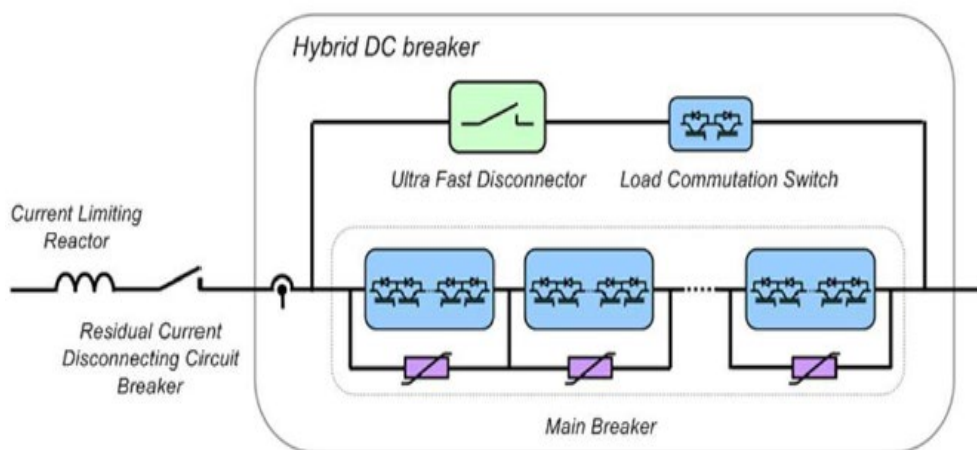 Hybrid DC breaker
Ultra Fast Disconnector
Load Commutation Switch
Current Limiting
Reactor
Residual Current
Disconnecting Circuit
Breaker
Main Breaker